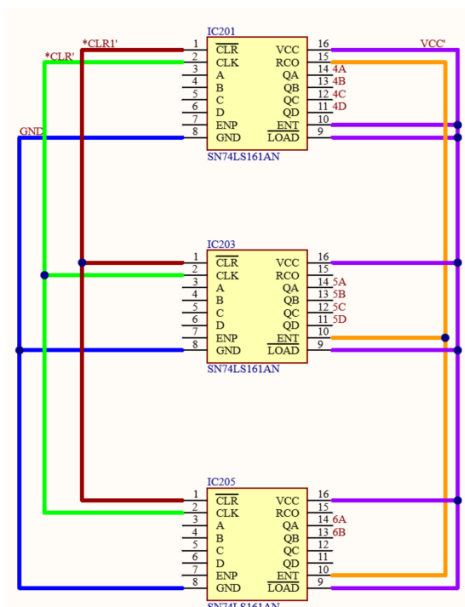 IC201
*CLR1' VCC'
1 CLR VCC 16
*CLR' 2 CLK RCO 15
3 A QA 14 4A
4 B QB 13 4B
5 C QC 12 4C
6 D QD 11 4D
7 ENP ENT 10
GND 8 GND LOAD 9
SN74LS161AN
IC203
1 CLR VCC 16
2 CLK RCO 15
3 A QA 14 5A
4 B QB 13 5B
5 C QC 12 5C
6 D QD 11 5D
7 ENP ENT 10
8 GND LOAD 9
SN74LS161AN
IC205
1 CLR VCC 16
2 CLK RCO 15
3 A QA 14 6A
4 B QB 13 6B
5 C QC 12
6 D QD 11
7 ENP ENT 10
8 GND LOAD 9
SN74LS161AN